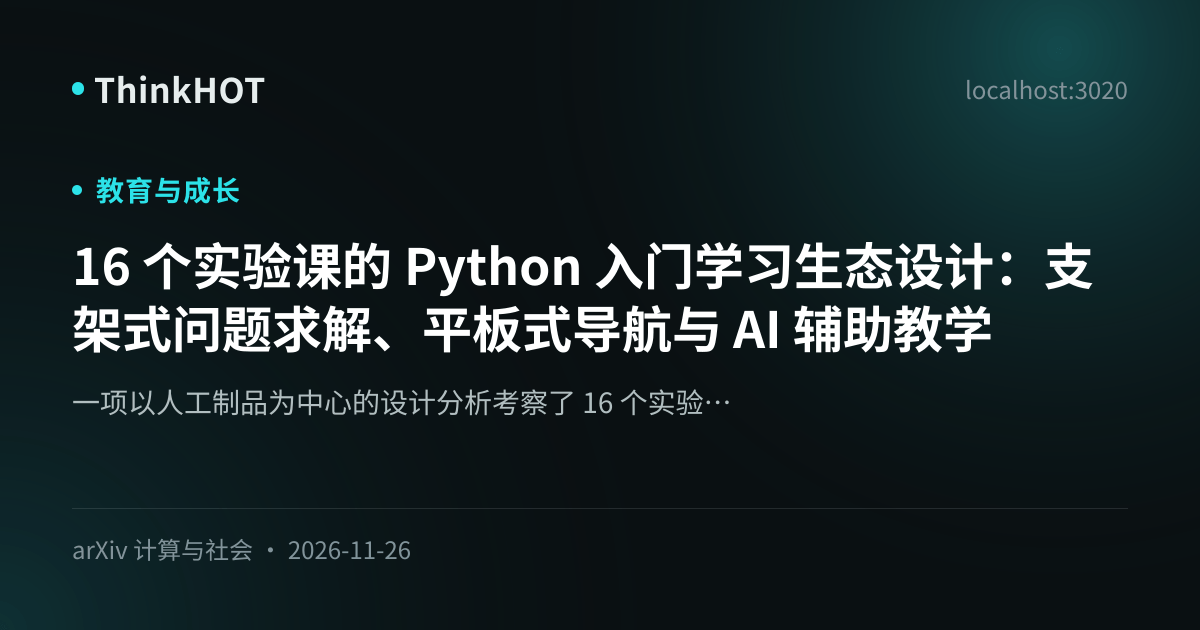 ThinkHOT
localhost:3020
教育与成长
16 个实验课的 Python 入门学习生态设计：支
架式问题求解、平板式导航与 AI 辅助教学
一项以人工制品为中心的设计分析考察了 16 个实验…
arXiv 计算与社会 · 2026-11-26